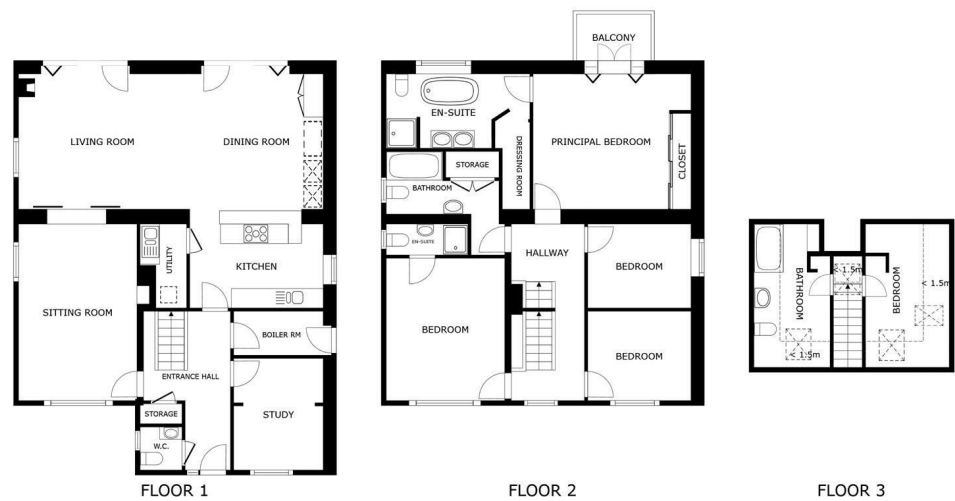 BALCONY
LIVING ROOM
DINING ROOM
UTILITY
KITCHEN
SITTING ROOM
BOILER RM
ENTRANCE HALL
STORAGE
STUDY
W.C.
FLOOR 1
EN-SUITE
DRESSING ROOM
PRINCIPAL BEDROOM
CLOSET
STORAGE
BATHROOM
EN-SUITE
HALLWAY
BEDROOM
BEDROOM
BEDROOM
FLOOR 2
BATHROOM
< 1.5m
BEDROOM
< 1.5m
< 1.5m
FLOOR 3